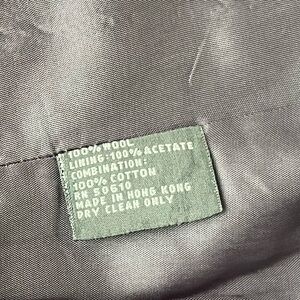 100% WOOL
LINING: 100% ACETATE
COMBINATION:
100% COTTON
RN 50610
MADE IN HONG KONG
DRY CLEAN ONLY